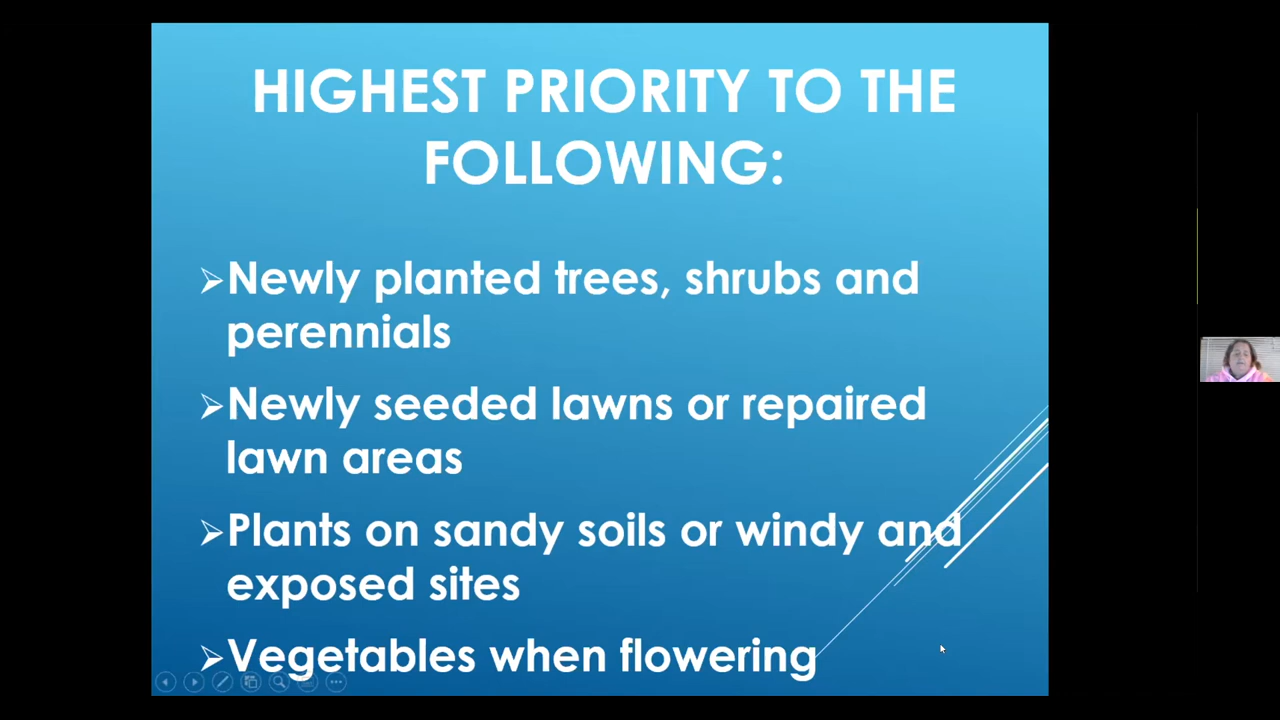 HIGHEST PRIORITY TO THE
FOLLOWING:
Newly planted trees, shrubs and
perennials
Newly seeded lawns or repaired
lawn areas
Plants on sandy soils or windy and
exposed sites
Vegetables when flowering